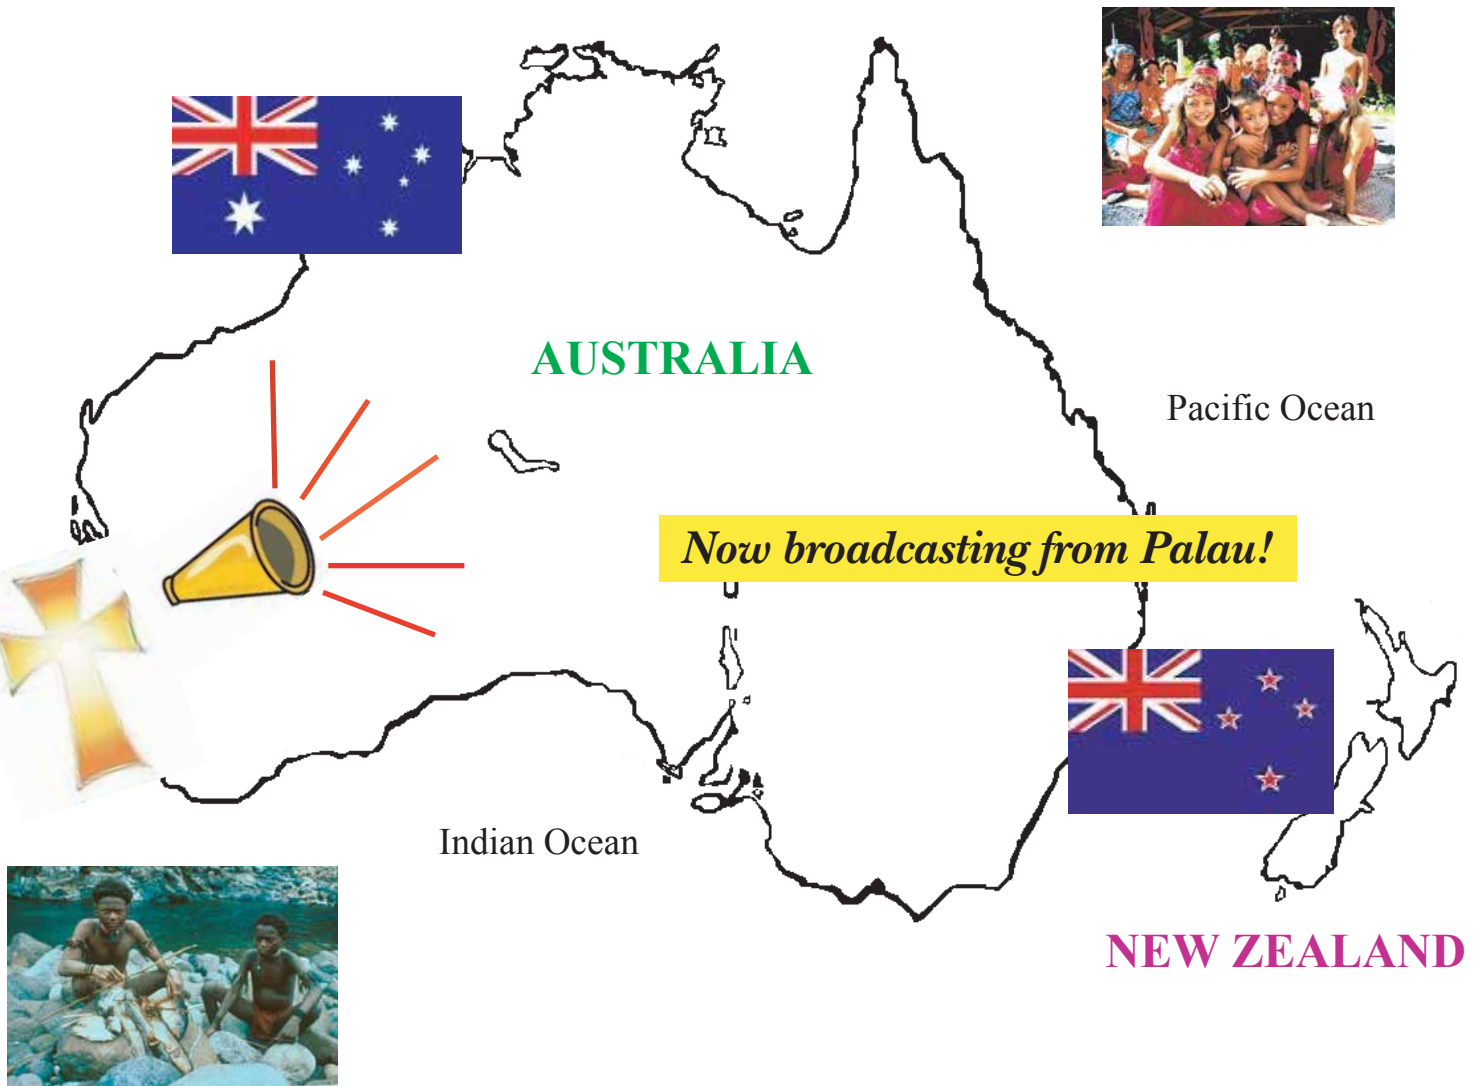 AUSTRALIA
Pacific Ocean
Now broadcasting from Palau!
Indian Ocean
NEW ZEALAND